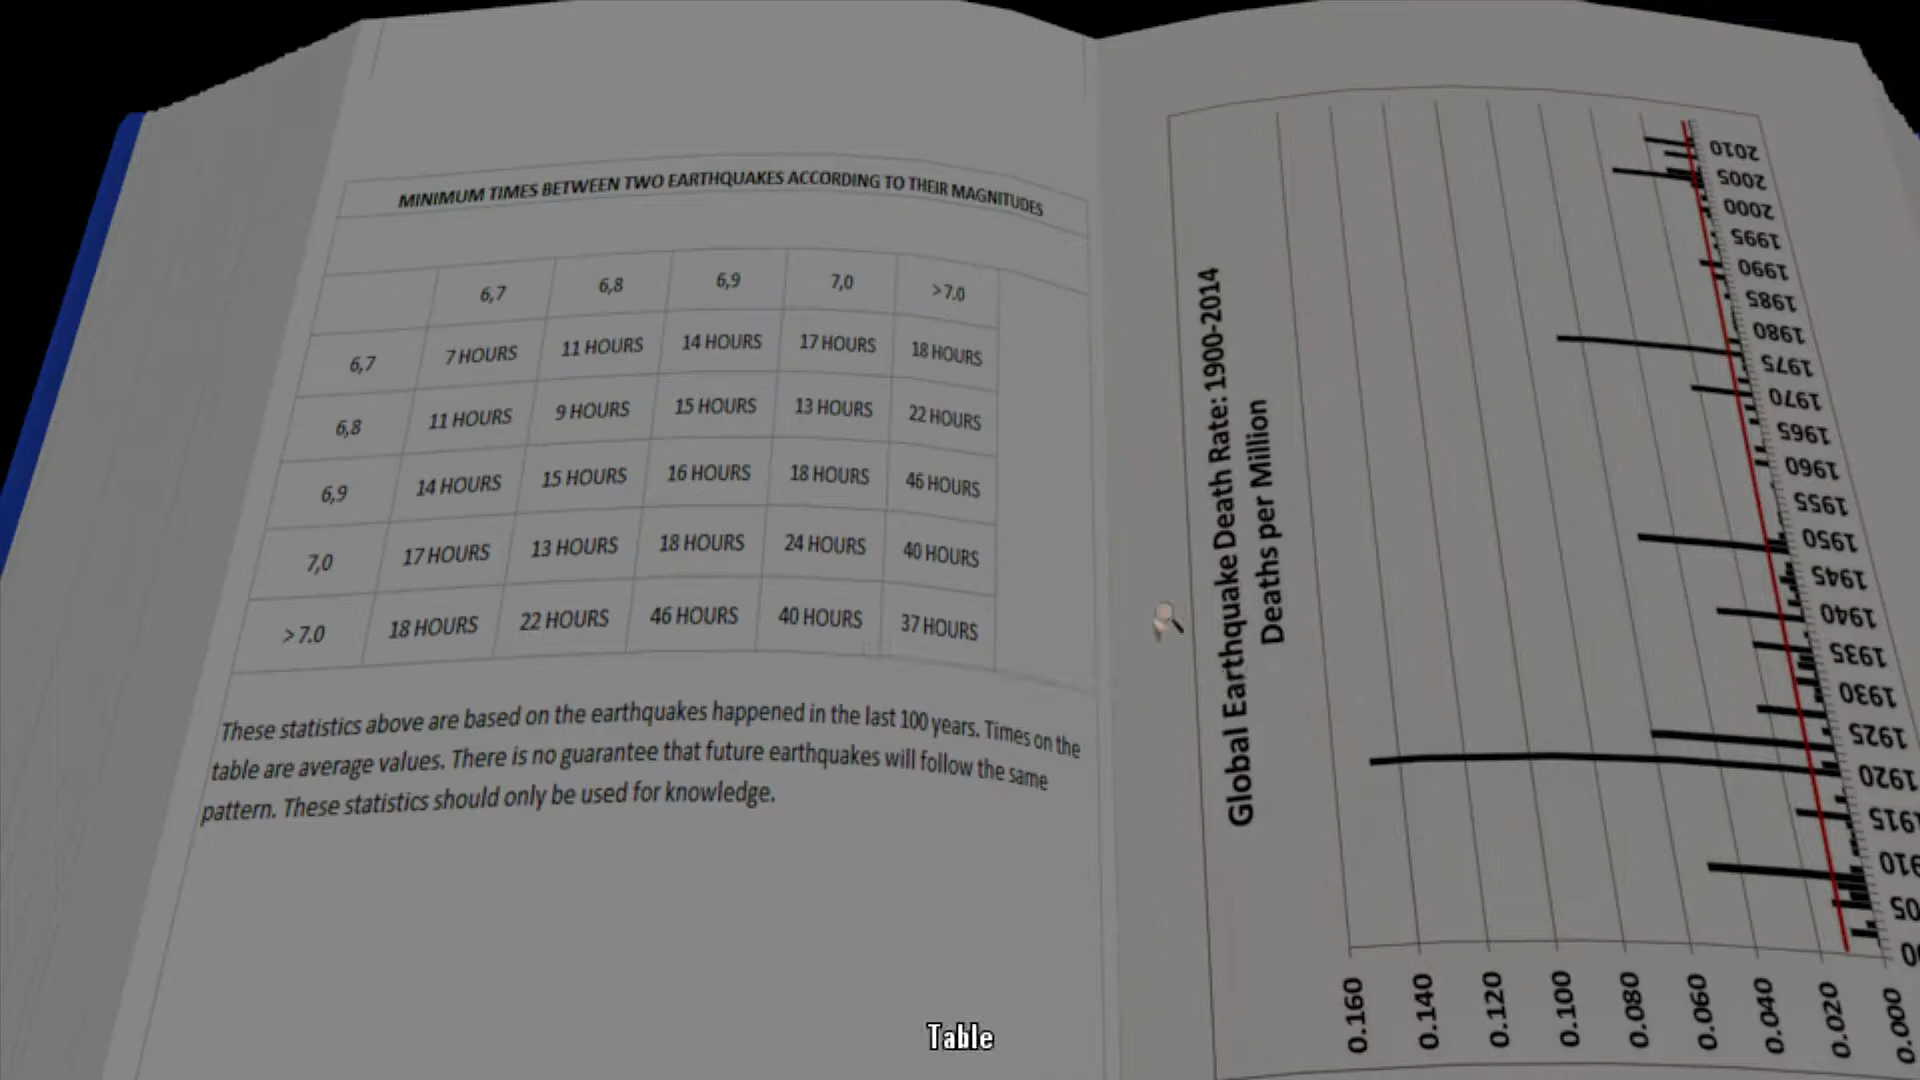 MINIMUM TIMES BETWEEN TWO EARTHQUAKES ACCORDING TO THEIR MAGNITUDES
6,7 6,8 6,9 7,0 >7.0
6,7 7 HOURS 11 HOURS 14 HOURS 17 HOURS 18 HOURS
6,8 11 HOURS 9 HOURS 15 HOURS 13 HOURS 22 HOURS
6,9 14 HOURS 15 HOURS 16 HOURS 18 HOURS 46 HOURS
7,0 17 HOURS 13 HOURS 18 HOURS 24 HOURS 40 HOURS
>7.0 18 HOURS 22 HOURS 46 HOURS 40 HOURS 37 HOURS
These statistics above are based on the earthquakes happened in the last 100 years. Times on the
table are average values. There is no guarantee that future earthquakes will follow the same
pattern. These statistics should only be used for knowledge.
Global Earthquake Death Rate: 1900-2014
Deaths per Million
2010
2005
2000
1995
1990
1985
1980
1975
1970
1965
1960
1955
1950
1945
1940
1935
1930
1925
1920
0.160
0.140
0.120
0.100
0.080
0.060
0.040
0.020
0.000
Table